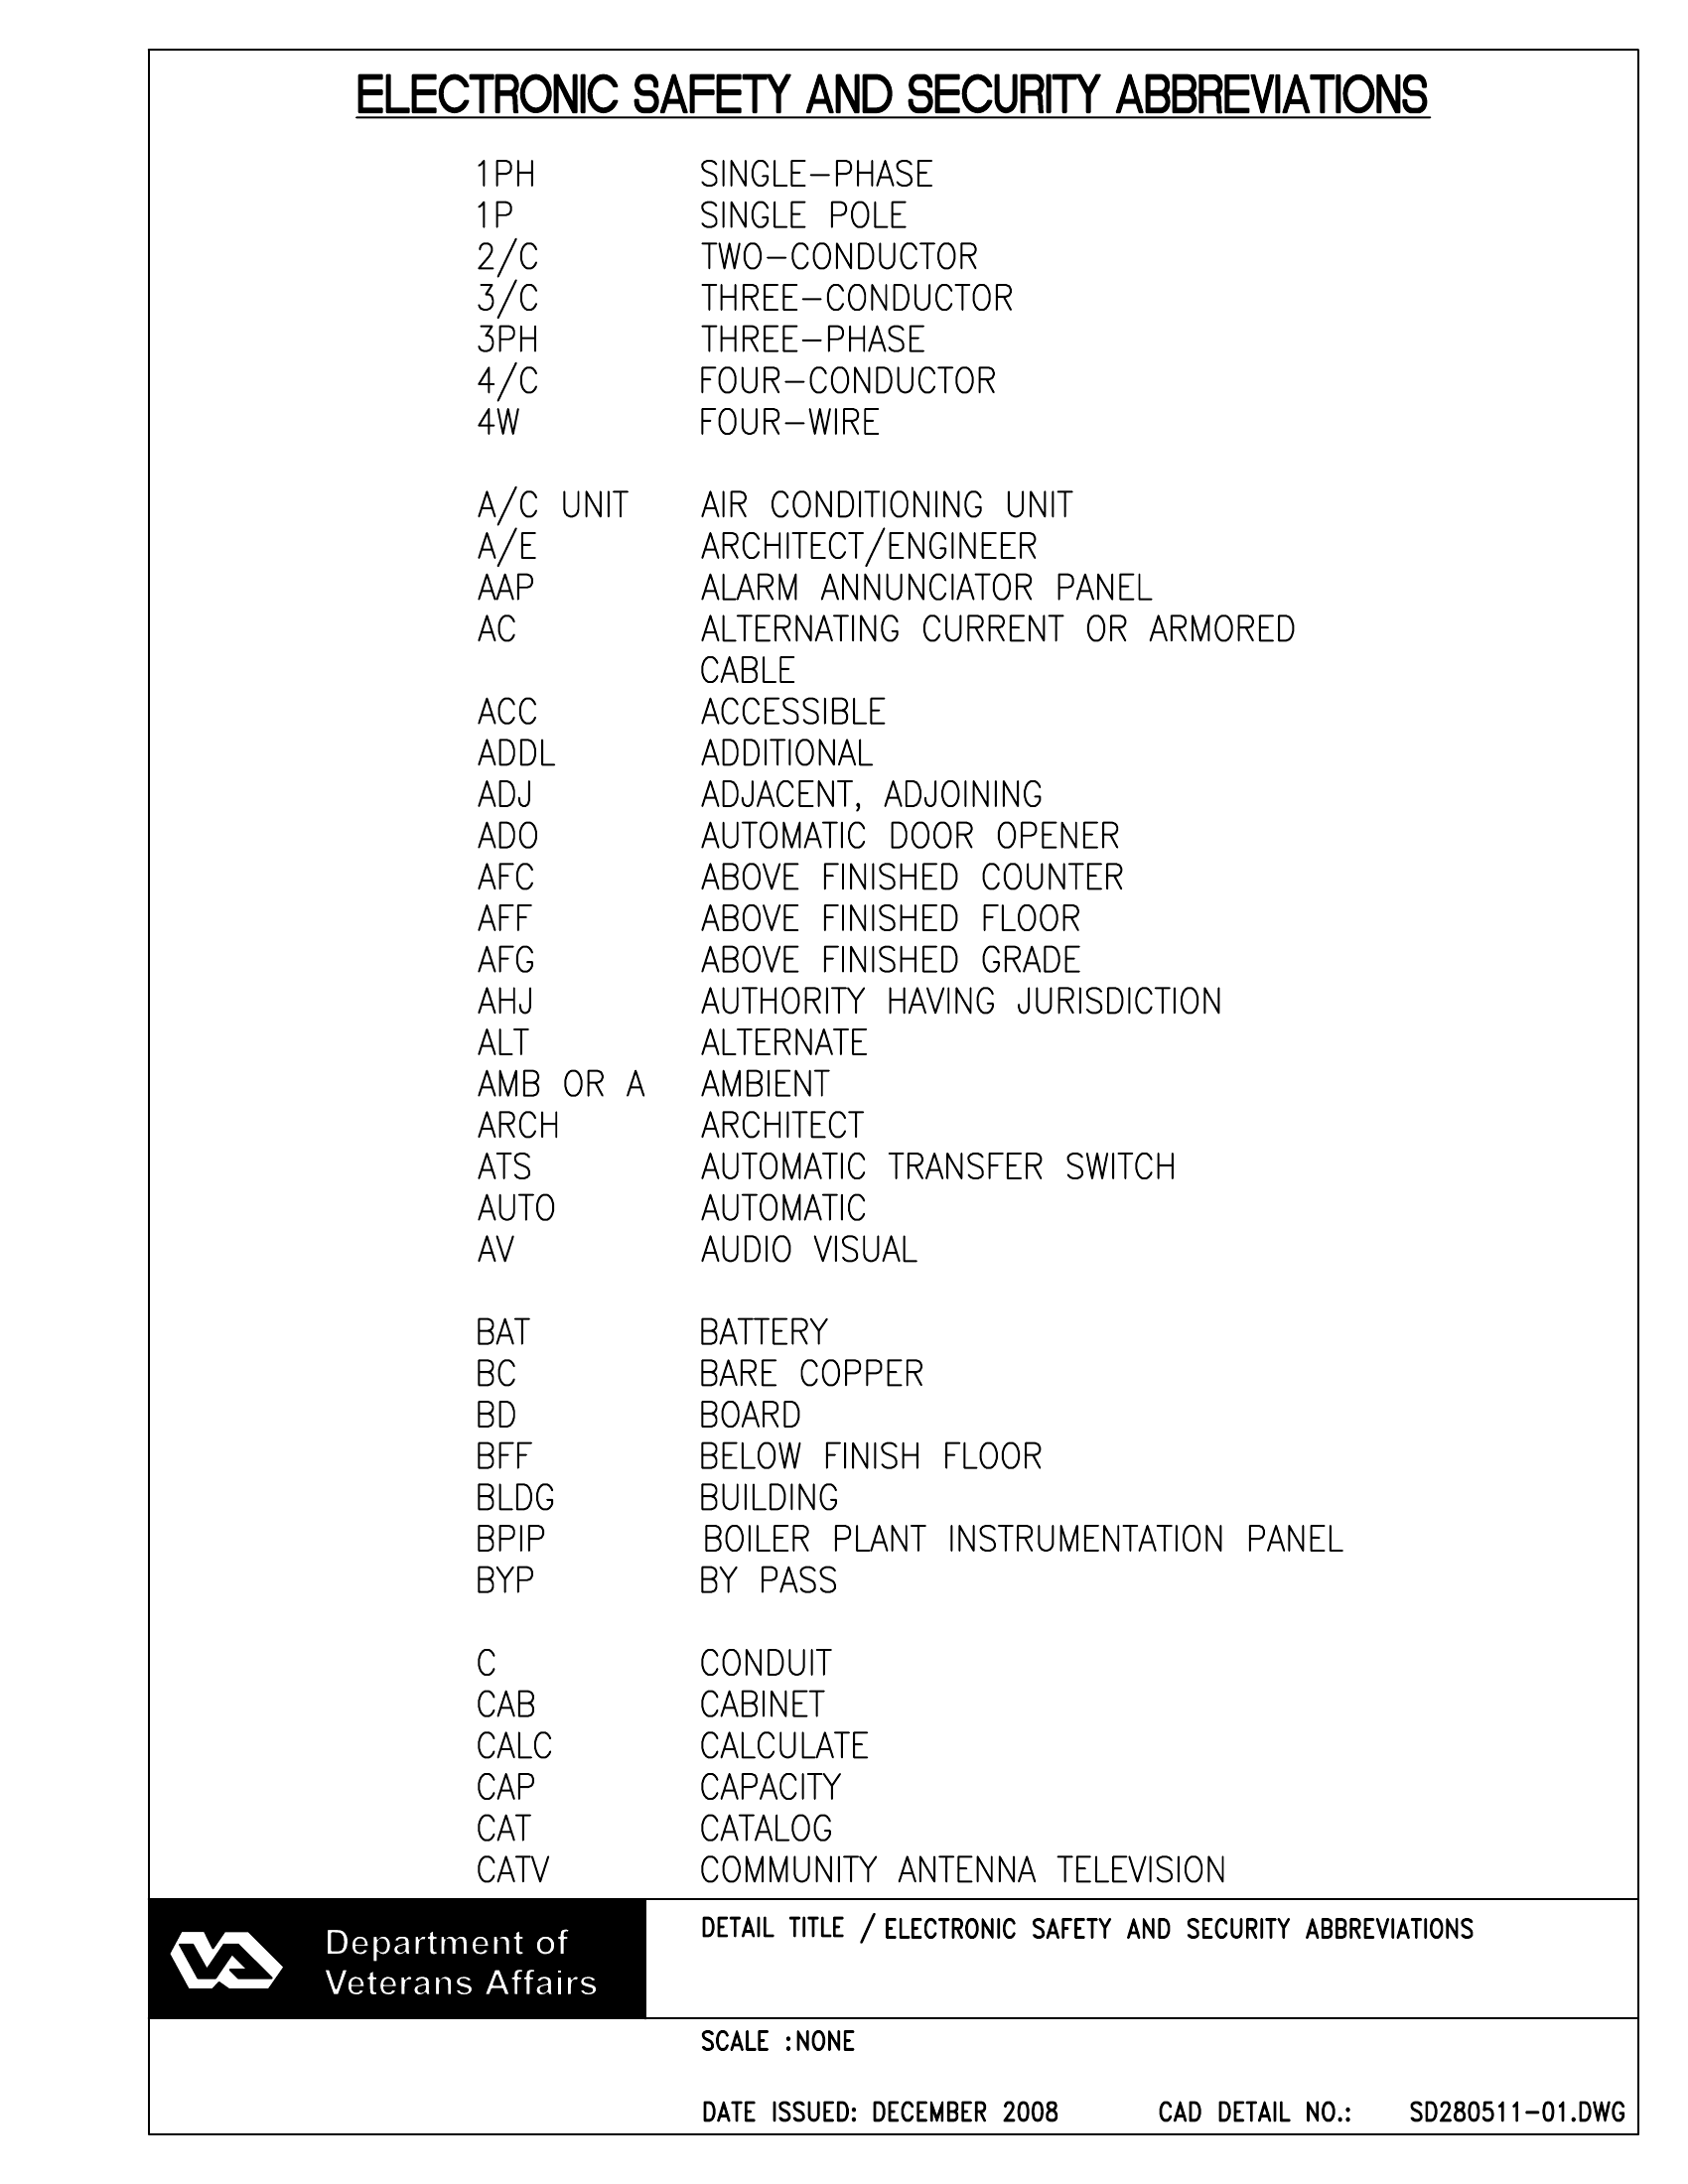 ELECTRONIC SAFETY AND SECURITY ABBREVIATIONS
1PH SINGLE-PHASE
1P SINGLE POLE
2/C TWO-CONDUCTOR
3/C THREE-CONDUCTOR
3PH THREE-PHASE
4/C FOUR-CONDUCTOR
4W FOUR-WIRE
A/C UNIT AIR CONDITIONING UNIT
A/E ARCHITECT/ENGINEER
AAP ALARM ANNUNCIATOR PANEL
AC ALTERNATING CURRENT OR ARMORED
CABLE
ACC ACCESSIBLE
ADDL ADDITIONAL
ADJ ADJACENT, ADJOINING
ADO AUTOMATIC DOOR OPENER
AFC ABOVE FINISHED COUNTER
AFF ABOVE FINISHED FLOOR
AFG ABOVE FINISHED GRADE
AHJ AUTHORITY HAVING JURISDICTION
ALT ALTERNATE
AMB OR A AMBIENT
ARCH ARCHITECT
ATS AUTOMATIC TRANSFER SWITCH
AUTO AUTOMATIC
AV AUDIO VISUAL
BAT BATTERY
BC BARE COPPER
BD BOARD
BFF BELOW FINISH FLOOR
BLDG BUILDING
BPIP BOILER PLANT INSTRUMENTATION PANEL
BYP BY PASS
C CONDUIT
CAB CABINET
CALC CALCULATE
CAP CAPACITY
CAT CATALOG
CATV COMMUNITY ANTENNA TELEVISION
VA Department of
Veterans Affairs
DETAIL TITLE / ELECTRONIC SAFETY AND SECURITY ABBREVIATIONS
SCALE :NONE
DATE ISSUED: DECEMBER 2008 CAD DETAIL NO.: SD280511-01.DWG